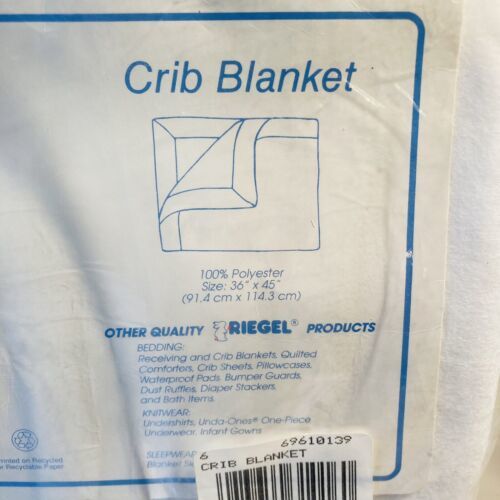 Crib Blanket
100% Polyester
Size: 36" x 45"
(91.4 cm x 114.3 cm)
OTHER QUALITY RIEGEL® PRODUCTS
BEDDING:
Receiving and Crib Blankets, Quilted
Comforters, Crib Sheets, Pillowcases,
Waterproof Pads, Bumper Guards,
Dust Ruffles, Diaper Stackers,
and Bath Items.
KNITWEAR:
Undershirts, Unda-Ones® One-Piece
Underwear, Infant Gowns
SLEEPWEAR
Blanket
6 69610139
CRIB BLANKET
on Recycled
Recyclable Paper